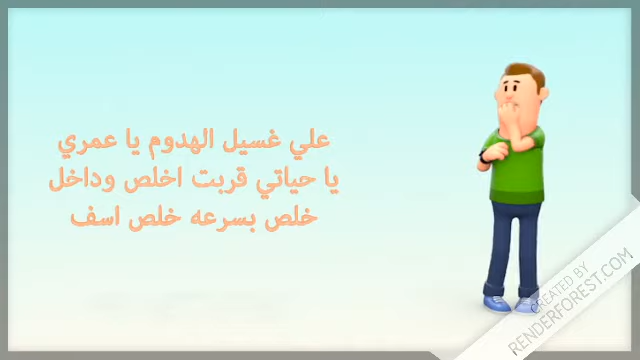 علي غسيل الهدوم يا عمري
يا حياتي قربت اخلص وداخل
خلص بسرعه خلص اسف
CREATED BY
RENDERFOREST.COM